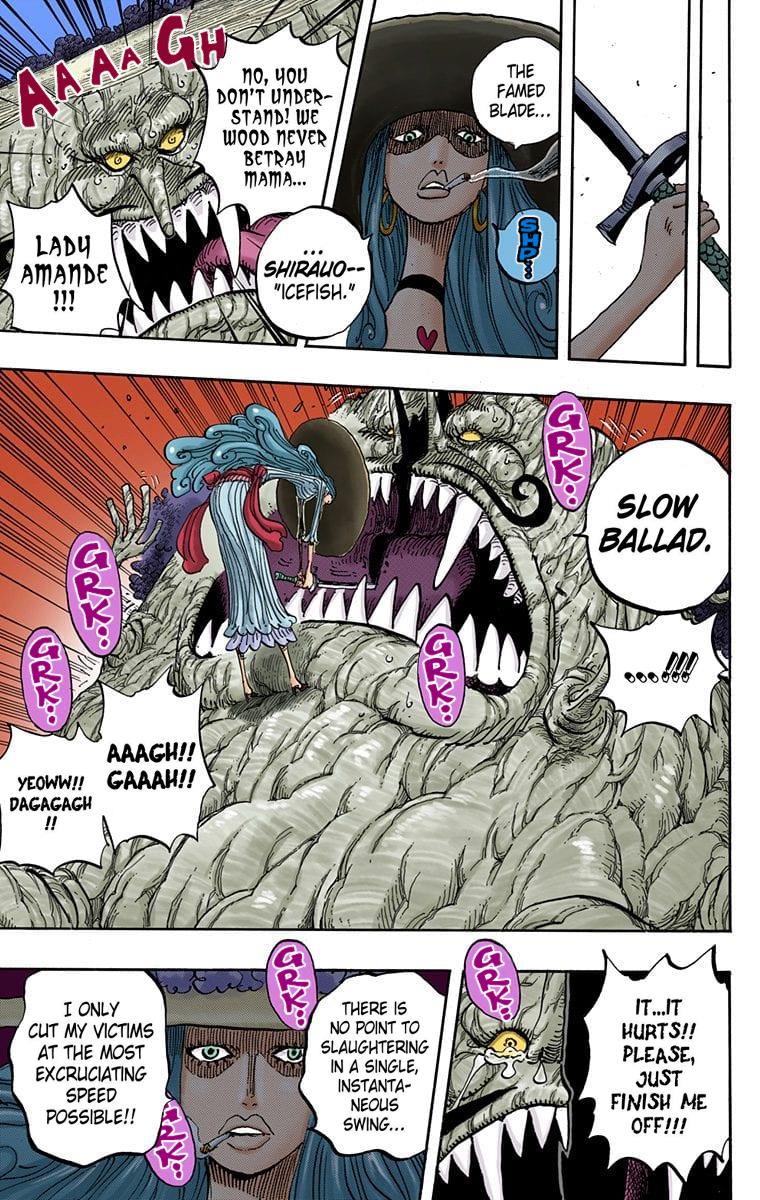 THE
FAMED
BLADE...
SHP...
...
SHIRAUO--
"ICEFISH."
AAAAGH
NO, YOU
DON'T UNDER-
STAND! WE
WOOD NEVER
BETRAY
MAMA...
LADY
AMANDE
!!!
GRK...
SLOW
BALLAD.
...!!!
GRK...
GRK...
GRK...
AAAGH!!
GAAAH!!
YEOWW!!
DAGAGAGH
!!
IT...IT
HURTS!!
PLEASE,
JUST
FINISH ME
OFF!!!
GRK...
THERE
IS NO
POINT TO
SLAUGHTERING
IN A SINGLE,
INSTANTA-
NEOUS
SWING...
GRK...
I ONLY
CUT MY VICTIMS
AT THE MOST
EXCRUCIATING
SPEED
POSSIBLE!!
GRK...